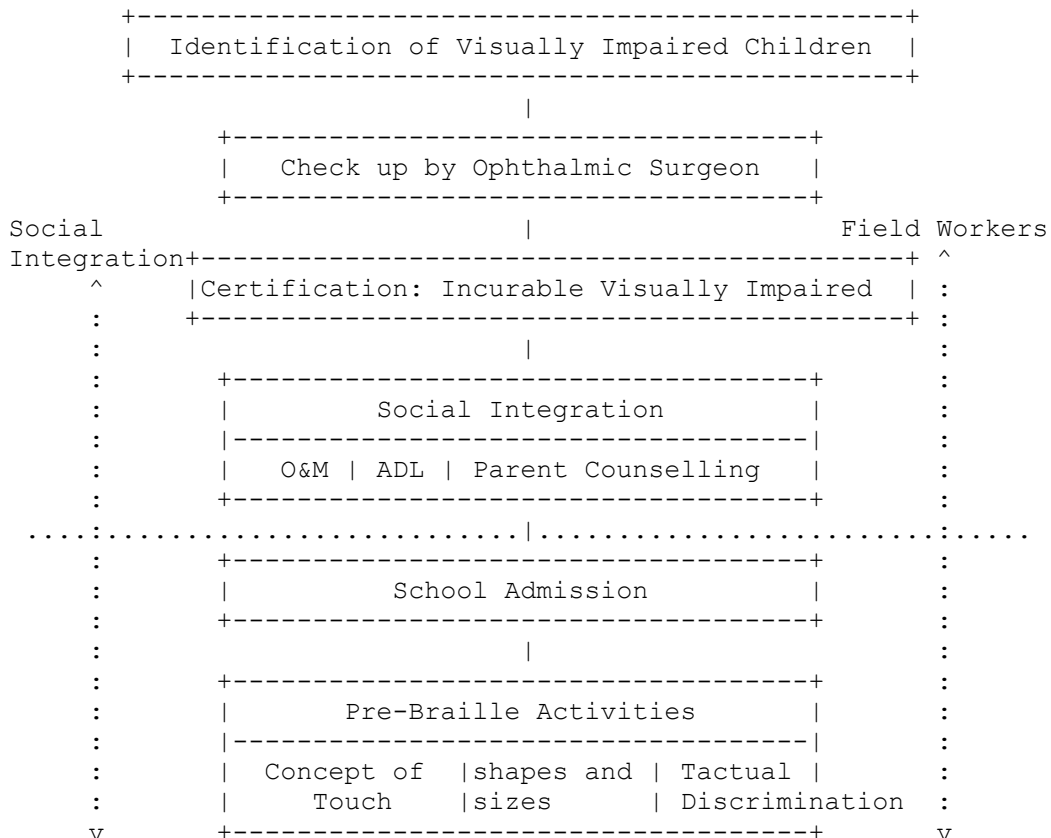 Identification of Visually Impaired Children
Check up by Ophthalmic Surgeon
Social Field Workers
Integration
Certification: Incurable Visually Impaired
Social Integration
O&M | ADL | Parent Counselling
School Admission
Pre-Braille Activities
Concept of |shapes and | Tactual
Touch |sizes | Discrimination